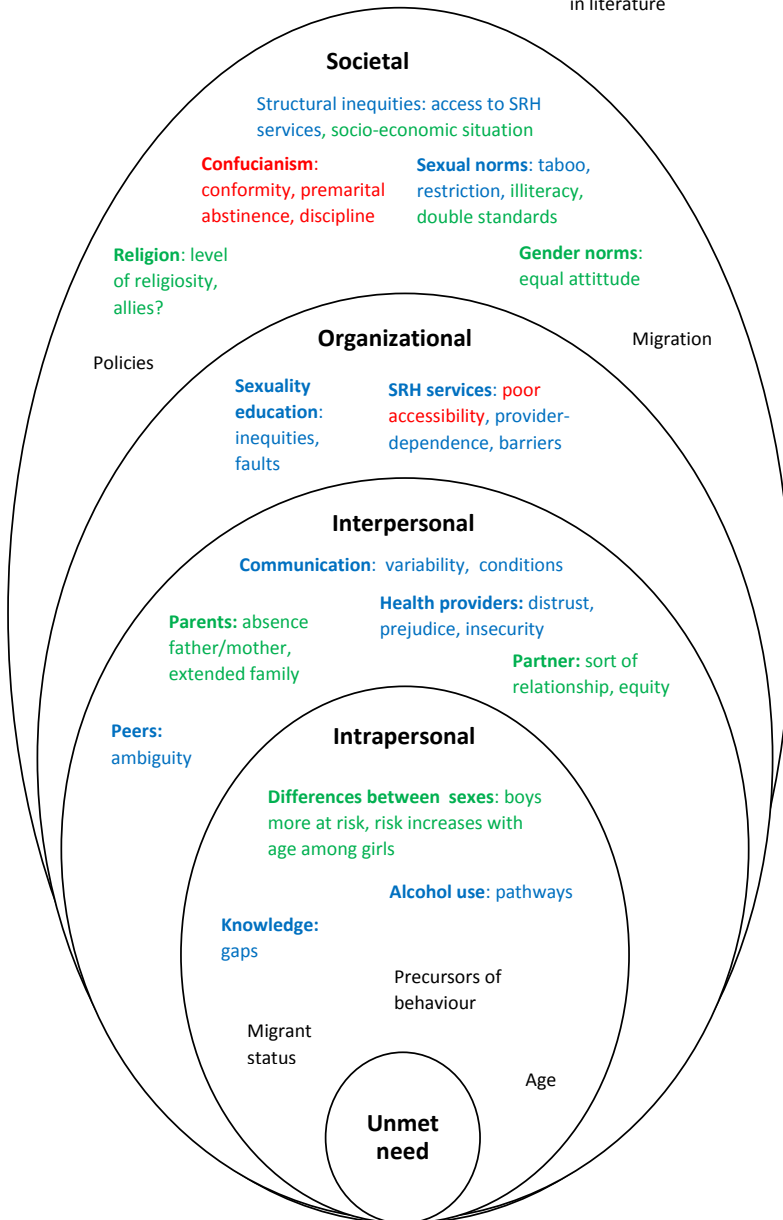 in literature
Societal
Structural inequities: access to SRH
services, socio-economic situation
Confucianism:
conformity, premarital
abstinence, discipline
Sexual norms: taboo,
restriction, illiteracy,
double standards
Religion: level
of religiosity,
allies?
Gender norms:
equal attittude
Organizational
Migration
Policies
Sexuality
education:
inequities,
faults
SRH services: poor
accessibility, provider-
dependence, barriers
Interpersonal
Communication: variability, conditions
Health providers: distrust,
prejudice, insecurity
Parents: absence
father/mother,
extended family
Partner: sort of
relationship, equity
Peers:
ambiguity
Intrapersonal
Differences between sexes: boys
more at risk, risk increases with
age among girls
Alcohol use: pathways
Knowledge:
gaps
Precursors of
behaviour
Migrant
status
Age
Unmet
need